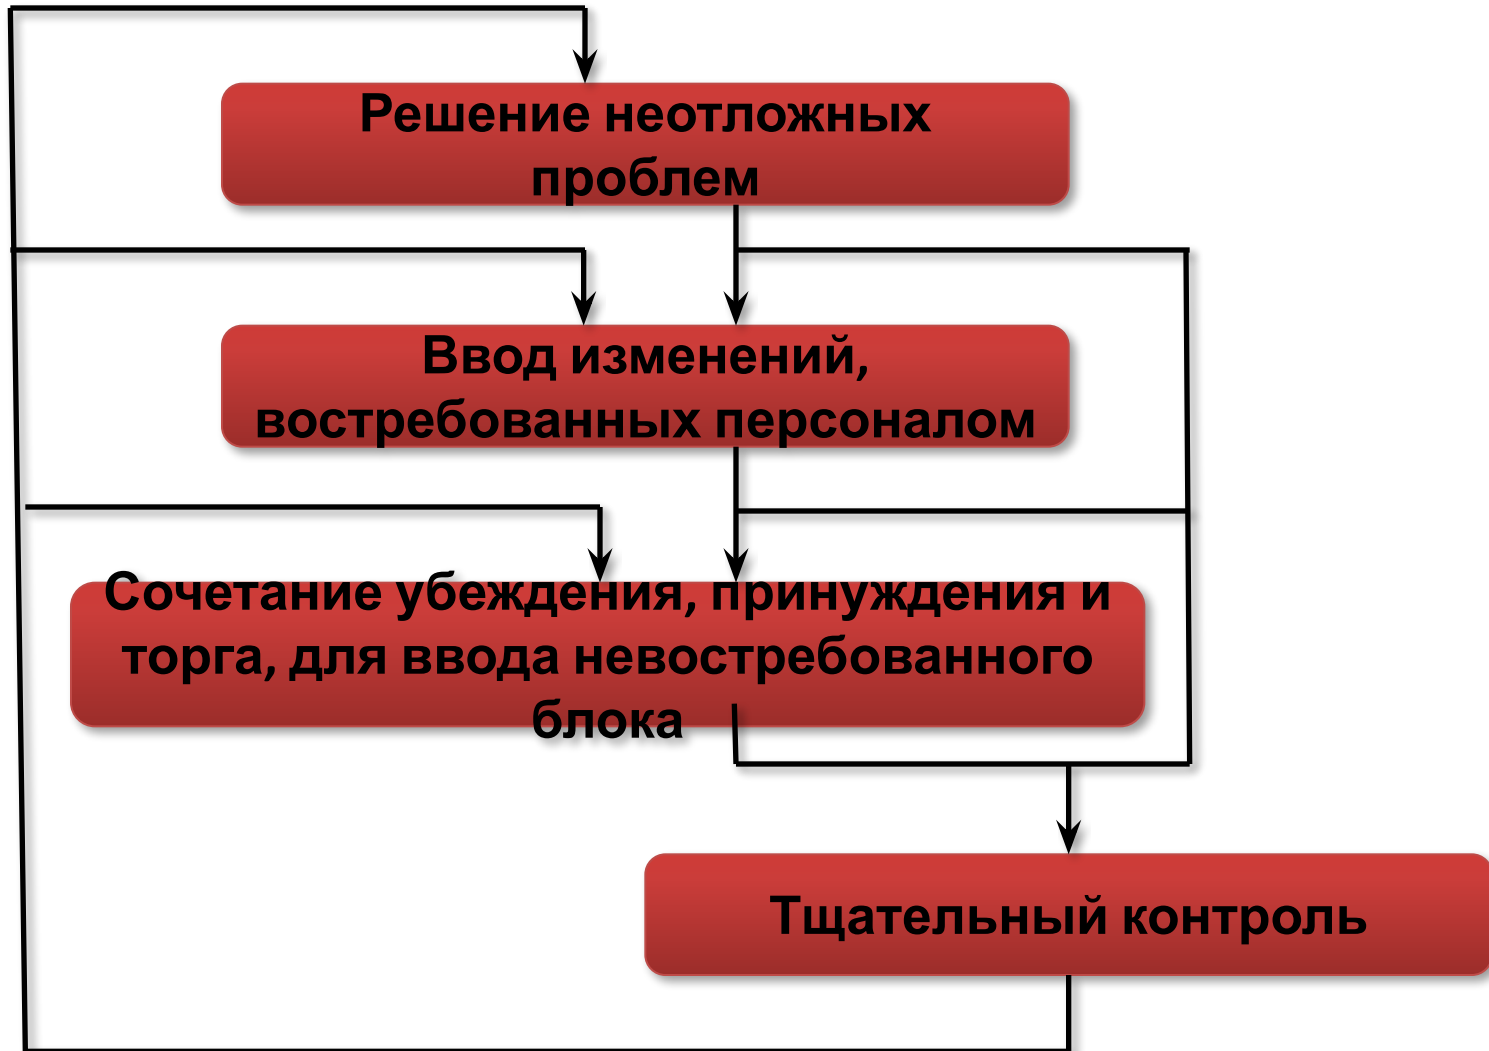 Решение неотложных
проблем
Ввод изменений,
востребованных персоналом
Сочетание убеждения, принуждения и
торга, для ввода невостребованного
блока
Тщательный контроль